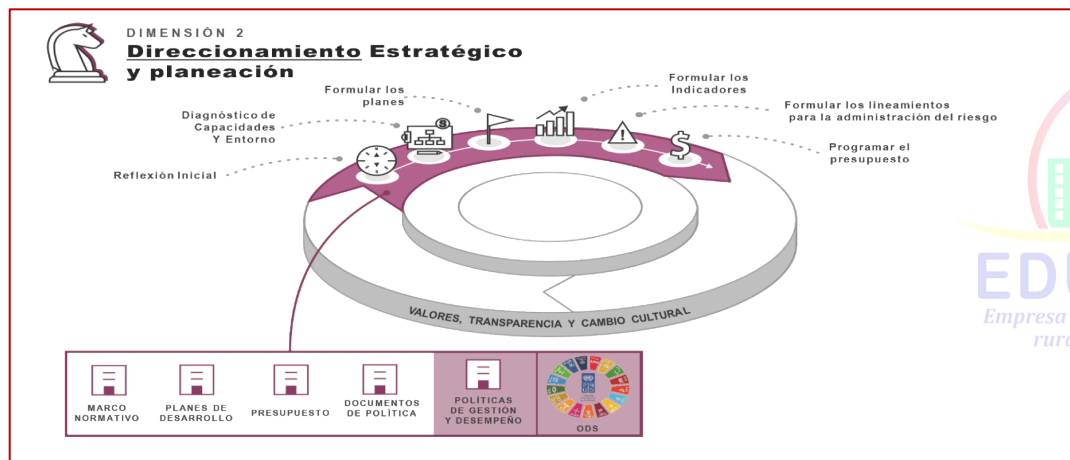 DIMENSIÓN 2
Direccionamiento Estratégico
y planeación
Reflexión Inicial
Diagnóstico de
Capacidades
Y Entorno
Formular los
planes
Formular los
Indicadores
Formular los lineamientos
para la administración del riesgo
Programar el
presupuesto
VALORES, TRANSPARENCIA Y CAMBIO CULTURAL
MARCO
NORMATIVO
PLANES DE
DESARROLLO
PRESUPUESTO
DOCUMENTOS
DE POLÍTICA
POLÍTICAS
DE GESTIÓN
Y DESEMPEÑO
ODS
Empresa